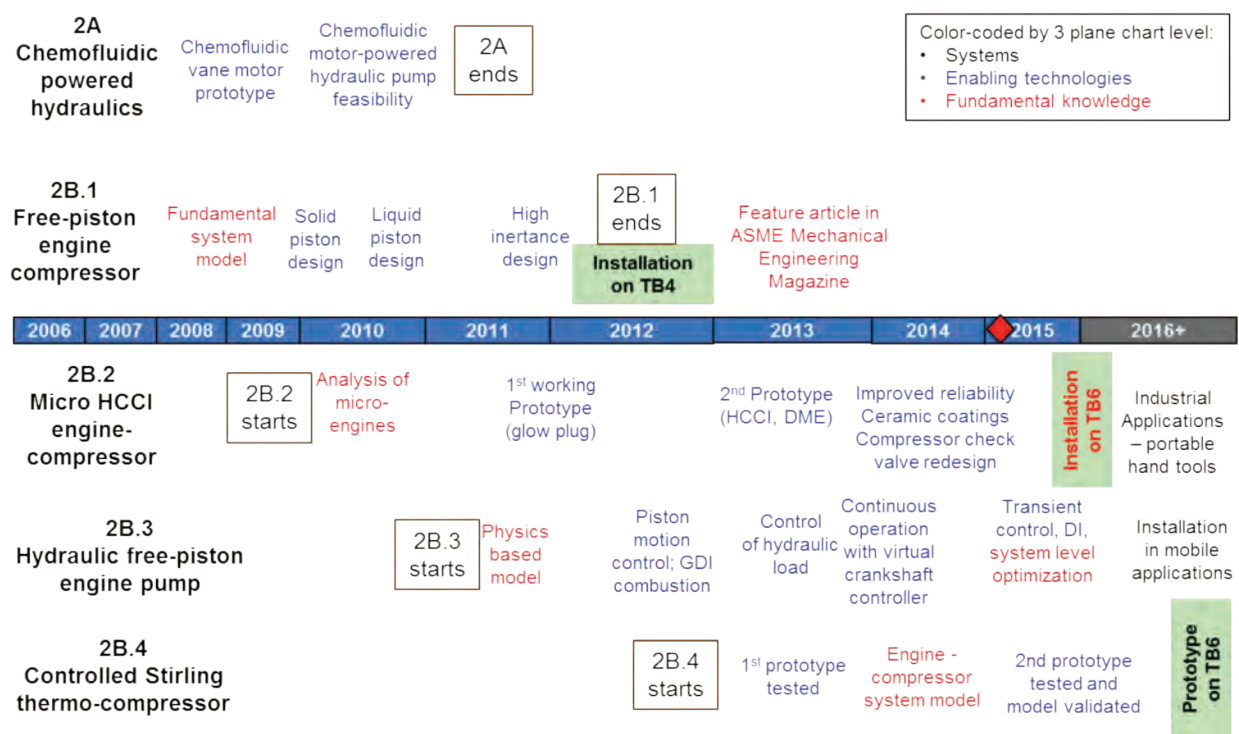 2A
Chemofluidic
powered
hydraulics
Chemofluidic
vane motor
prototype
Chemofluidic
motor-powered
hydraulic pump
feasibility
2A
ends
Color-coded by 3 plane chart level:
• Systems
• Enabling technologies
• Fundamental knowledge
2B.1
Free-piston
engine
compressor
Fundamental
system
model
Solid
piston
design
Liquid
piston
design
High
inertance
design
2B.1
ends
Installation
on TB4
Feature article in
ASME Mechanical
Engineering
Magazine
2006 2007 2008 2009 2010 2011 2012 2013 2014 2015 2016+
2B.2
Micro HCCI
engine-
compressor
2B.2
starts
Analysis of
micro-
engines
1st working
Prototype
(glow plug)
2nd Prototype
(HCCI, DME)
Improved reliability
Ceramic coatings
Compressor check
valve redesign
Installation
on TB6
Industrial
Applications
– portable
hand tools
2B.3
Hydraulic free-piston
engine pump
2B.3
starts
Physics
based
model
Piston
motion
control; GDI
combustion
Control
of hydraulic
load
Continuous
operation
with virtual
crankshaft
controller
Transient
control, DI,
system level
optimization
Installation
in mobile
applications
2B.4
Controlled Stirling
thermo-compressor
2B.4
starts
1st prototype
tested
Engine -
compressor
system model
2nd prototype
tested and
model validated
Prototype
on TB6